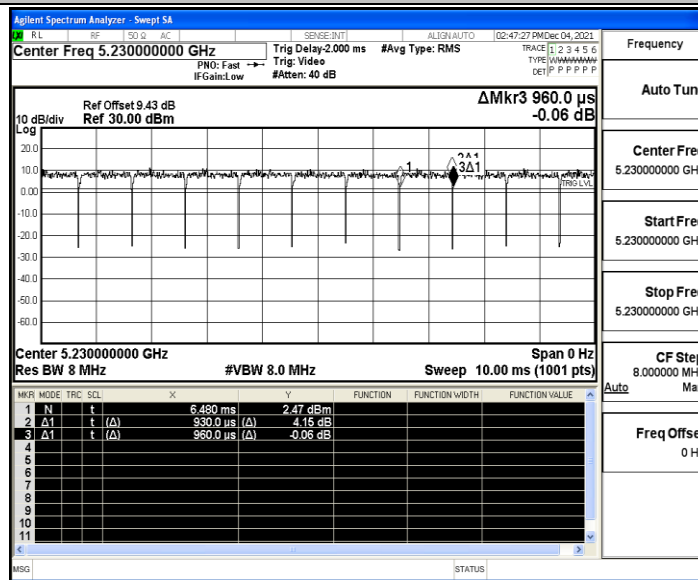 Agilent Spectrum Analyzer - Swept SA
RL RF 50 Ω AC SENSE:INT ALIGNAUTO 02:47:27 PMDec 04, 2021
Center Freq 5.230000000 GHz
PNO: Fast
IFGain:Low
Trig Delay-2.000 ms
Trig: Video
#Atten: 40 dB
#Avg Type: RMS
TRACE 1 2 3 4 5 6
TYPE
DET P P P P P P
ΔMkr3 960.0 µs
-0.06 dB
Ref Offset 9.43 dB
10 dB/div Ref 30.00 dBm
Log
20.0
10.0
0.00
-10.0
-20.0
-30.0
-40.0
-50.0
-60.0
1
2Δ1
3Δ1
TRIG LVL
Center 5.230000000 GHz Span 0 Hz
Res BW 8 MHz #VBW 8.0 MHz Sweep 10.00 ms (1001 pts)
MKR MODE TRC SCL X Y FUNCTION FUNCTION WIDTH FUNCTION VALUE
1 N t 6.480 ms 2.47 dBm
2 Δ1 t (Δ) 930.0 µs (Δ) 4.15 dB
3 Δ1 t (Δ) 960.0 µs (Δ) -0.06 dB
4
5
6
7
8
9
10
11
MSG STATUS
Frequency
Auto Tun
Center Fre
5.230000000 GH
Start Fre
5.230000000 GH
Stop Fre
5.230000000 GH
CF Step
8.000000 MH
Auto Ma
Freq Offse
0 H